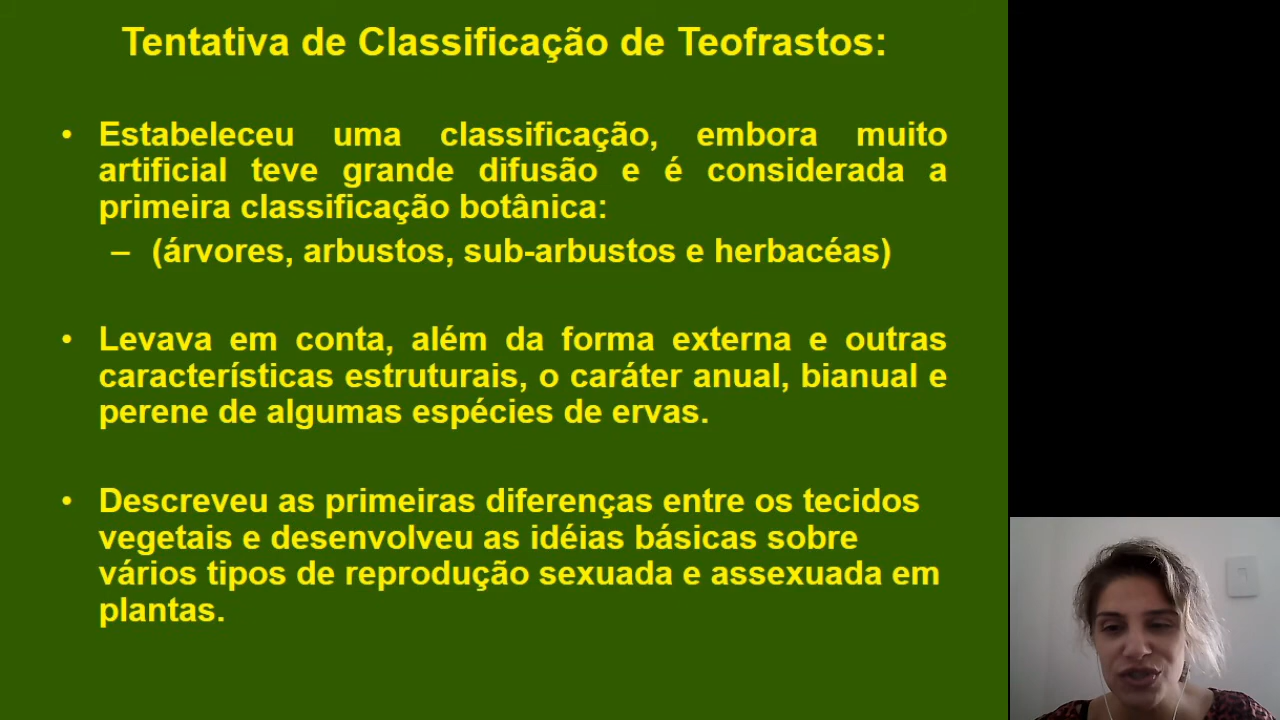 Tentativa de Classificação de Teofrastos:
• Estabeleceu uma classificação, embora muito
artificial teve grande difusão e é considerada a
primeira classificação botânica:
– (árvores, arbustos, sub-arbustos e herbacéas)
• Levava em conta, além da forma externa e outras
características estruturais, o caráter anual, bianual e
perene de algumas espécies de ervas.
• Descreveu as primeiras diferenças entre os tecidos
vegetais e desenvolveu as idéias básicas sobre
vários tipos de reprodução sexuada e assexuada em
plantas.